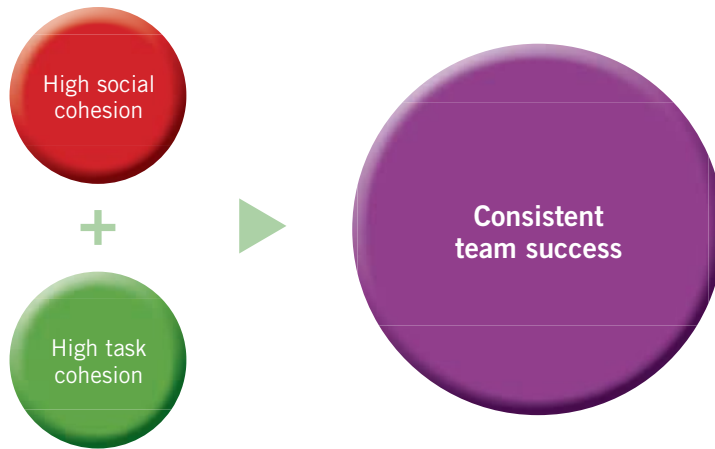 High social
cohesion
+
High task
cohesion
Consistent
team success